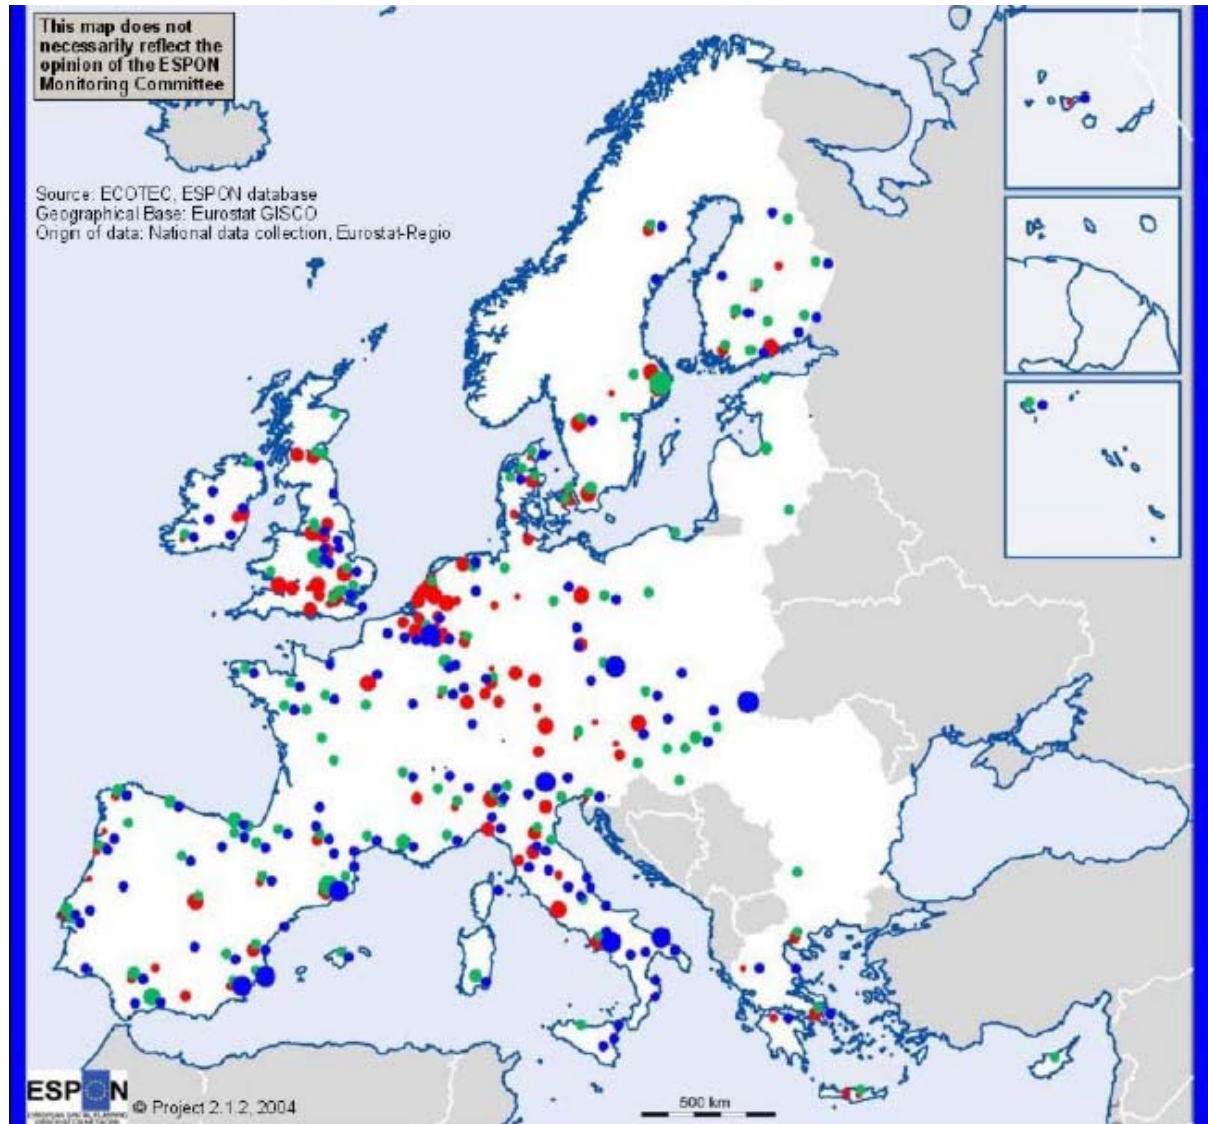 This map does not
necessarily reflect the
opinion of the ESPON
Monitoring Committee
Source: ECOTEC, ESPON database
Geographical Base: Eurostat GISCO
Origin of data: National data collection, Eurostat-Regio
ESPON
© Project 2.1.2, 2004
500 km